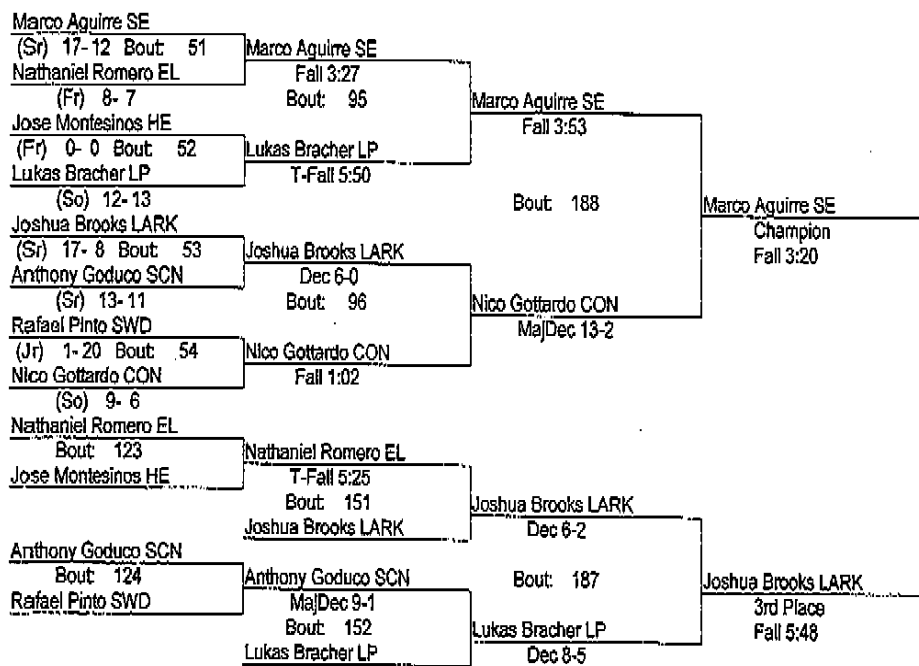 Marco Aguirre SE
(Sr) 17-12 Bout: 51
Nathaniel Romero EL
(Fr) 8-7
Jose Montesinos HE
(Fr) 0-0 Bout: 52
Lukas Bracher LP
(So) 12-13
Joshua Brooks LARK
(Sr) 17-8 Bout: 53
Anthony Goduco SCN
(Sr) 13-11
Rafael Pinto SWD
(Jr) 1-20 Bout: 54
Nico Gottardo CON
(So) 9-6
Marco Aguirre SE
Fall 3:27
Bout: 95
Lukas Bracher LP
T-Fall 5:50
Joshua Brooks LARK
Dec 6-0
Bout: 96
Nico Gottardo CON
Fall 1:02
Marco Aguirre SE
Fall 3:53
Bout: 188
Nico Gottardo CON
MajDec 13-2
Marco Aguirre SE
Champion
Fall 3:20
Nathaniel Romero EL
Bout: 123
Jose Montesinos HE
Anthony Goduco SCN
Bout: 124
Rafael Pinto SWD
Nathaniel Romero EL
T-Fall 5:25
Bout: 151
Joshua Brooks LARK
Anthony Goduco SCN
MajDec 9-1
Bout: 152
Lukas Bracher LP
Joshua Brooks LARK
Dec 6-2
Bout: 187
Lukas Bracher LP
Dec 8-5
Joshua Brooks LARK
3rd Place
Fall 5:48